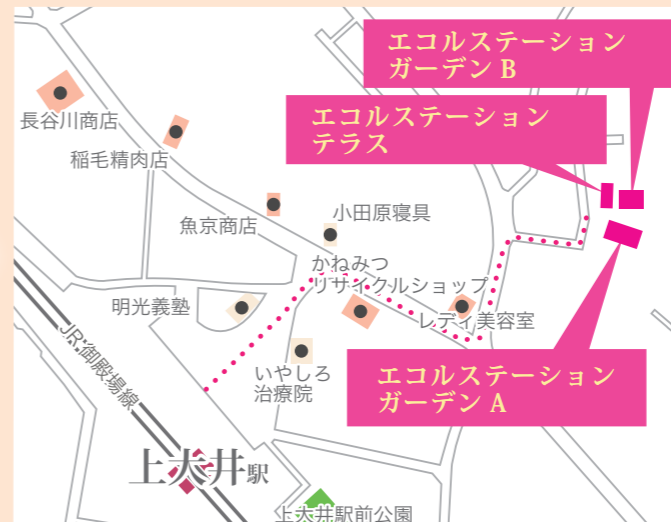 エコルステーション
ガーデン B
エコルステーション
テラス
長谷川商店
稲毛精肉店
魚京商店
小田原寝具
かねみつ
リサイクルショップ
明光義塾
レディ美容室
いやしろ
治療院
エコルステーション
ガーデン A
JR 御殿場線
上大井駅
上大井駅前公園